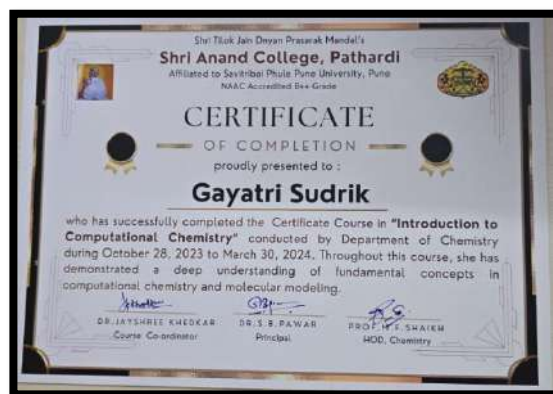 Shri Tilok Jain Dnyan Prasarak Mandal's
Shri Anand College, Pathardi
Affiliated to Savitribai Phule Pune University, Pune
NAAC Accredited B++ Grade
CERTIFICATE
OF COMPLETION
proudly presented to :
Gayatri Sudrik
who has successfully completed the Certificate Course in "Introduction to
Computational Chemistry" conducted by Department of Chemistry
during October 28, 2023 to March 30, 2024. Throughout this course, she has
demonstrated a deep understanding of fundamental concepts in
computational chemistry and molecular modeling.
DR.JAYSHREE KHEDKAR DR.S.B.PAWAR PROF.M.F.SHAIKH
Course Co-ordinator Principal HOD, Chemistry